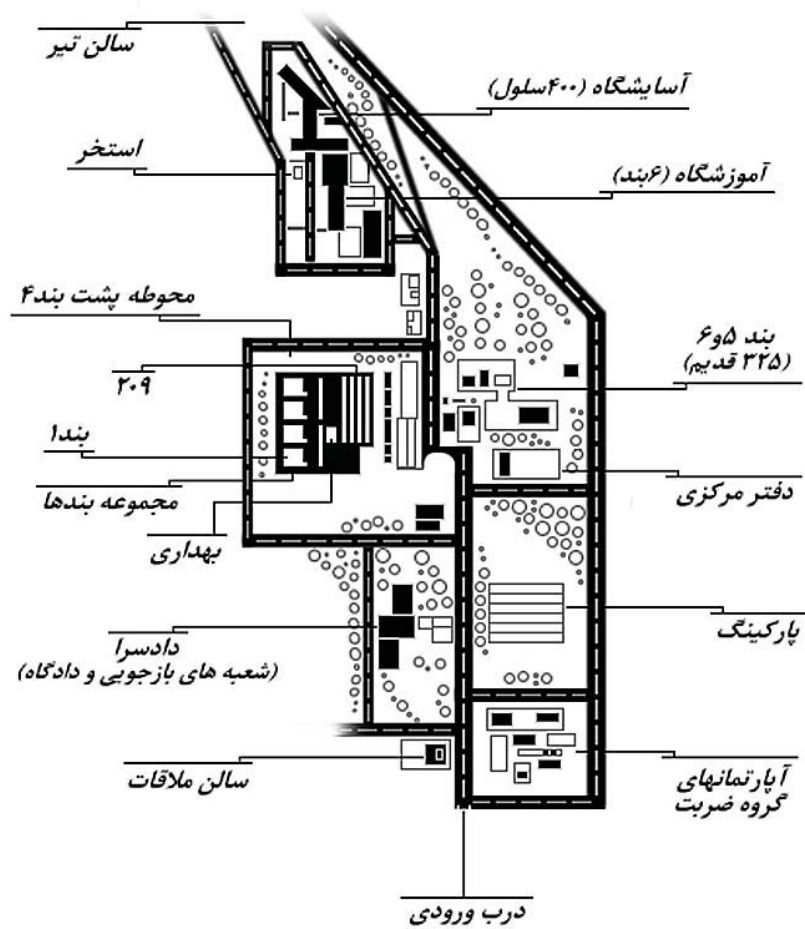 سالن تیر
آسایشگاه (۴۰۰سلول)
استخر
آموزشگاه (۶بند)
محوطه پشت بند۴
بند ۵و۶
(۳۲۵ قدیم)
۲۰۹
بند۱
مجموعه بندها
دفتر مرکزی
بهداری
دادسرا
(شعبه های بازجویی و دادگاه)
پارکینگ
سالن ملاقات
آپارتمانهای
گروه ضربت
درب ورودی